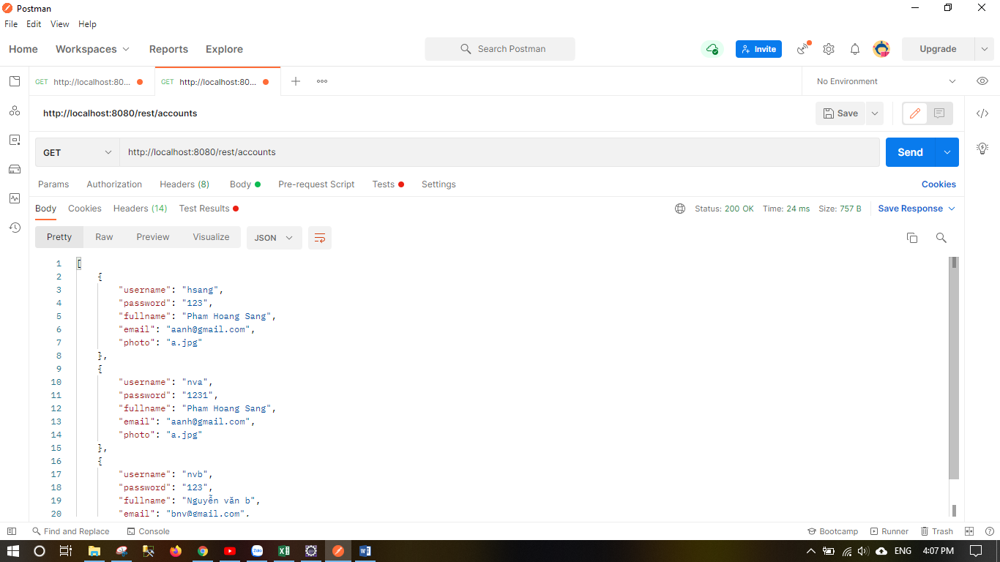 Postman
File Edit View Help
Home Workspaces Reports Explore Search Postman Invite Upgrade
GET http://localhost:80... GET http://localhost:80... No Environment
http://localhost:8080/rest/accounts Save
GET http://localhost:8080/rest/accounts Send
Params Authorization Headers (8) Body Pre-request Script Tests Settings Cookies
Body Cookies Headers (14) Test Results Status: 200 OK Time: 24 ms Size: 757 B Save Response
Pretty Raw Preview Visualize JSON
1 [
2 {
3 "username": "hsang",
4 "password": "123",
5 "fullname": "Pham Hoang Sang",
6 "email": "aanh@gmail.com",
7 "photo": "a.jpg"
8 },
9 {
10 "username": "nva",
11 "password": "1231",
12 "fullname": "Pham Hoang Sang",
13 "email": "aanh@gmail.com",
14 "photo": "a.jpg"
15 },
16 {
17 "username": "nvb",
18 "password": "123",
19 "fullname": "Nguyễn văn b",
20 "email": "bnv@gmail.com",
Find and Replace Console Bootcamp Runner Trash
Zalo ENG 4:07 PM